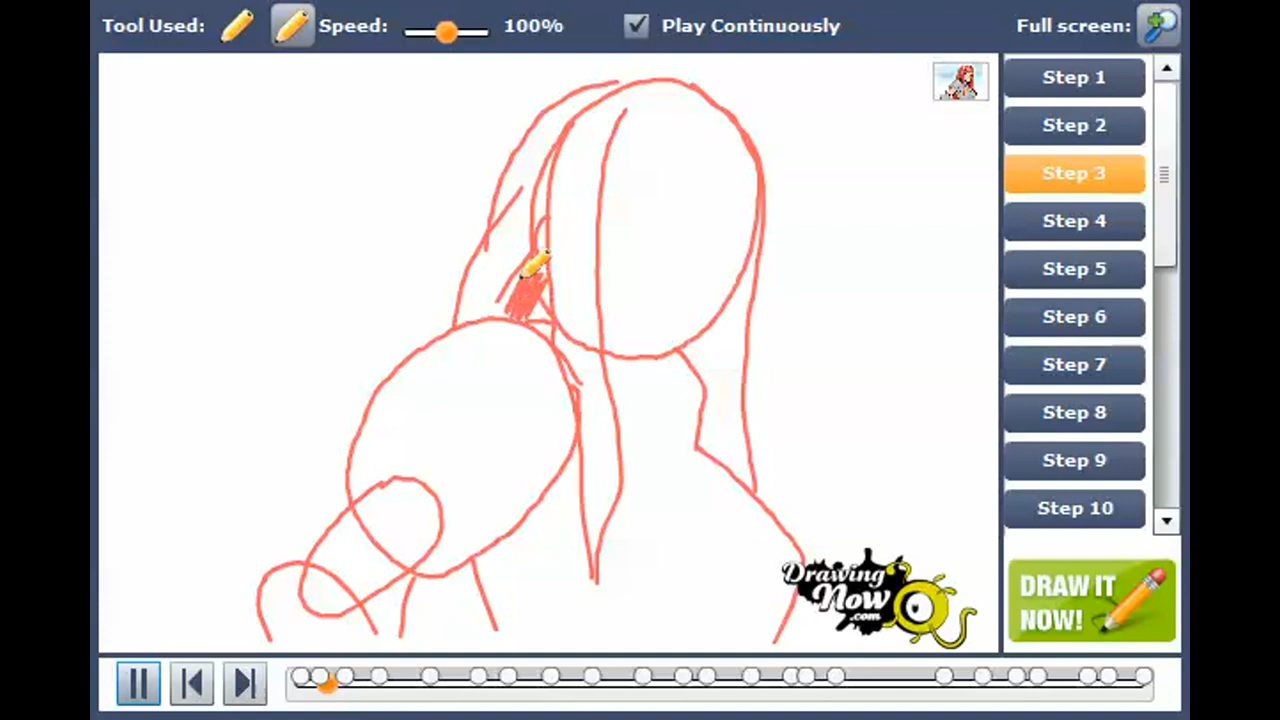 Tool Used: Speed: 100% Play Continuously Full screen:
Step 1
Step 2
Step 3
Step 4
Step 5
Step 6
Step 7
Step 8
Step 9
Step 10
Drawing
Now
.com
DRAW IT
NOW!